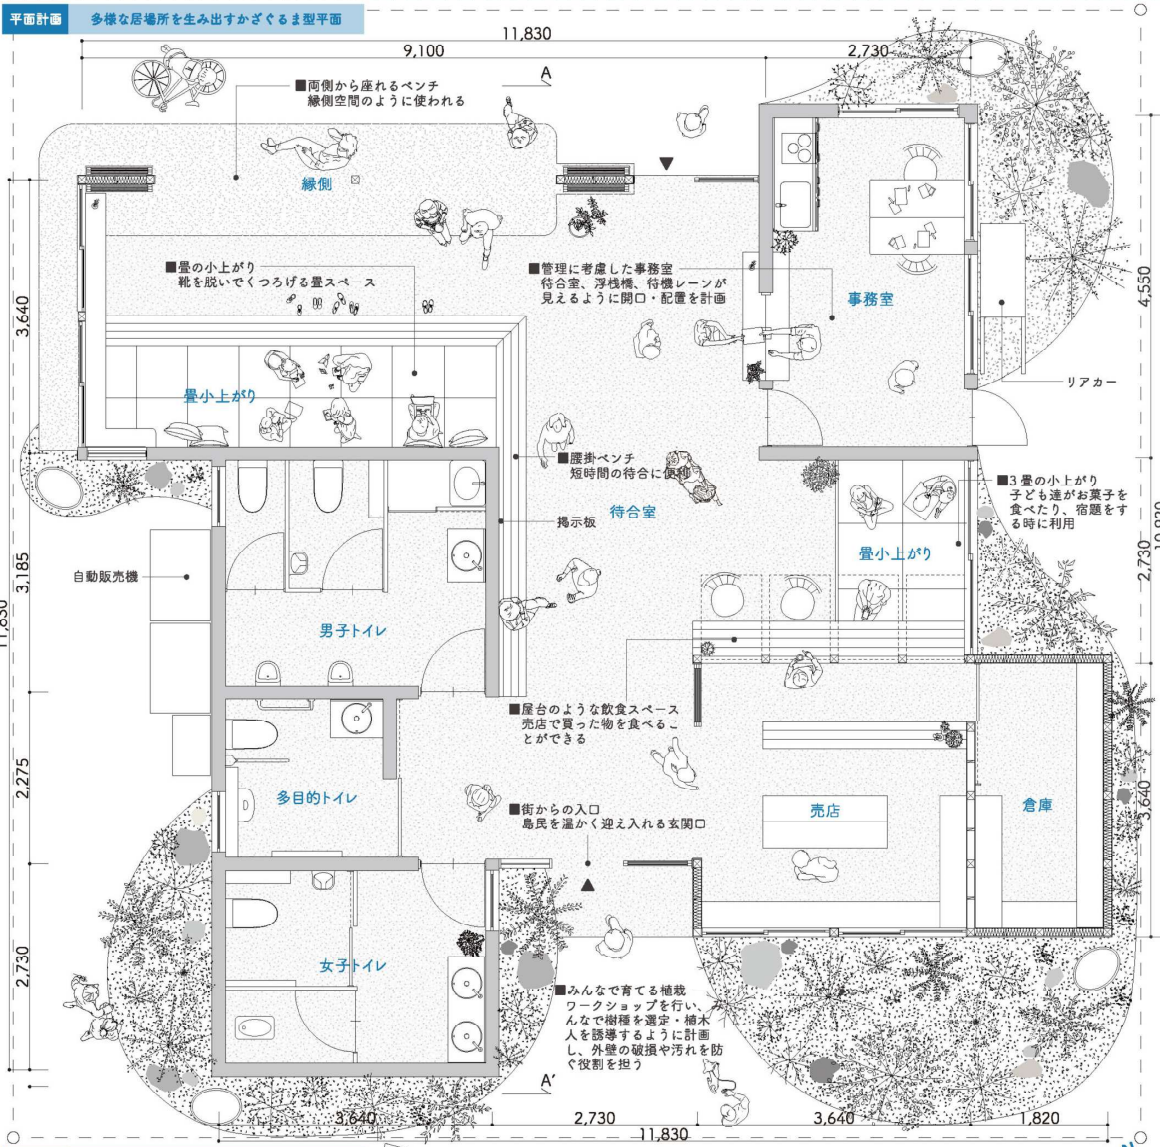 平面計画 多様な居場所を生み出すかざぐるま型平面
11,830
9,100
2,730
A
■両側から座れるベンチ
縁側空間のように使われる
縁側
■畳の小上がり
靴を脱いでくつろげる畳スペース
■管理に考慮した事務室
待合室、浮桟橋、待機レーンが
見えるように開口・配置を計画
事務室
4,550
3,640
リアカー
畳小上がり
■腰掛ベンチ
短時間の待合に便利
待合室
掲示板
■3畳の小上がり
子ども達がお菓子を
食べたり、宿題をす
る時に利用
畳小上がり
自動販売機
3,185
2,730
10,920
11,830
男子トイレ
■屋台のような飲食スペース
売店で買った物を食べるこ
とができる
2,275
多目的トイレ
■街からの入口
島民を温かく迎え入れる玄関口
売店
倉庫
3,640
2,730
女子トイレ
■みんなで育てる植栽
ワークショップを行い、
んなで樹種を選定・植木
人を誘導するように計画
し、外壁の破損や汚れを防
ぐ役割を担う
A'
3,640
2,730
3,640
1,820
11,830
N